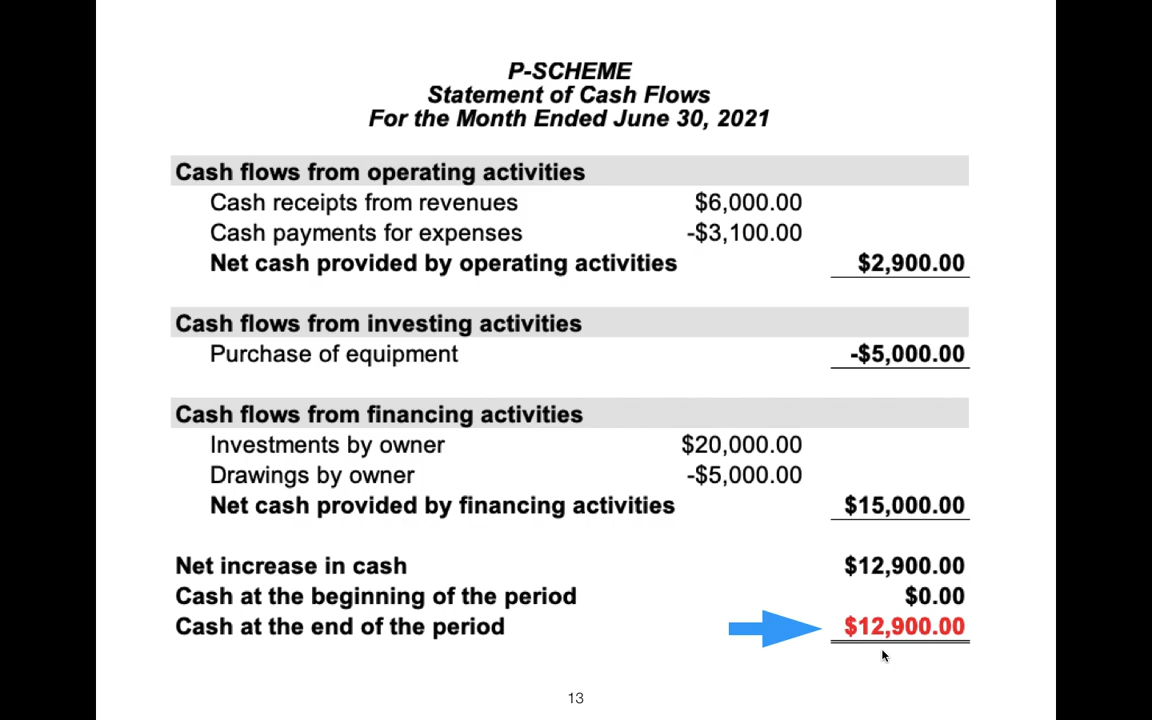 P-SCHEME
Statement of Cash Flows
For the Month Ended June 30, 2021
Cash flows from operating activities
Cash receipts from revenues $6,000.00
Cash payments for expenses -$3,100.00
Net cash provided by operating activities $2,900.00
Cash flows from investing activities
Purchase of equipment -$5,000.00
Cash flows from financing activities
Investments by owner $20,000.00
Drawings by owner -$5,000.00
Net cash provided by financing activities $15,000.00
Net increase in cash $12,900.00
Cash at the beginning of the period $0.00
Cash at the end of the period $12,900.00
13